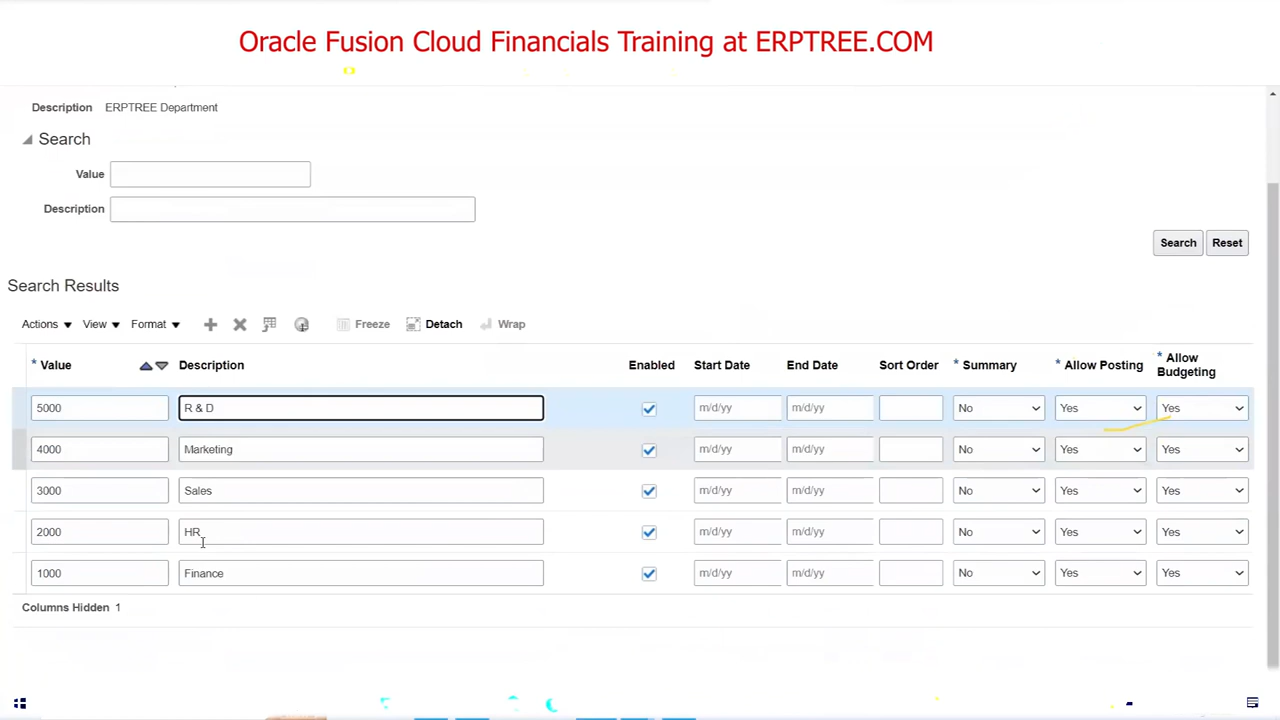 Oracle Fusion Cloud Financials Training at ERPTREE.COM
Description ERPTREE Department
Search
Value
Description
Search Reset
Search Results
Actions View Format Freeze Detach Wrap
* Value Description Enabled Start Date End Date Sort Order * Summary * Allow Posting * Allow Budgeting
5000 R & D m/d/yy m/d/yy No Yes Yes
4000 Marketing m/d/yy m/d/yy No Yes Yes
3000 Sales m/d/yy m/d/yy No Yes Yes
2000 HR m/d/yy m/d/yy No Yes Yes
1000 Finance m/d/yy m/d/yy No Yes Yes
Columns Hidden 1